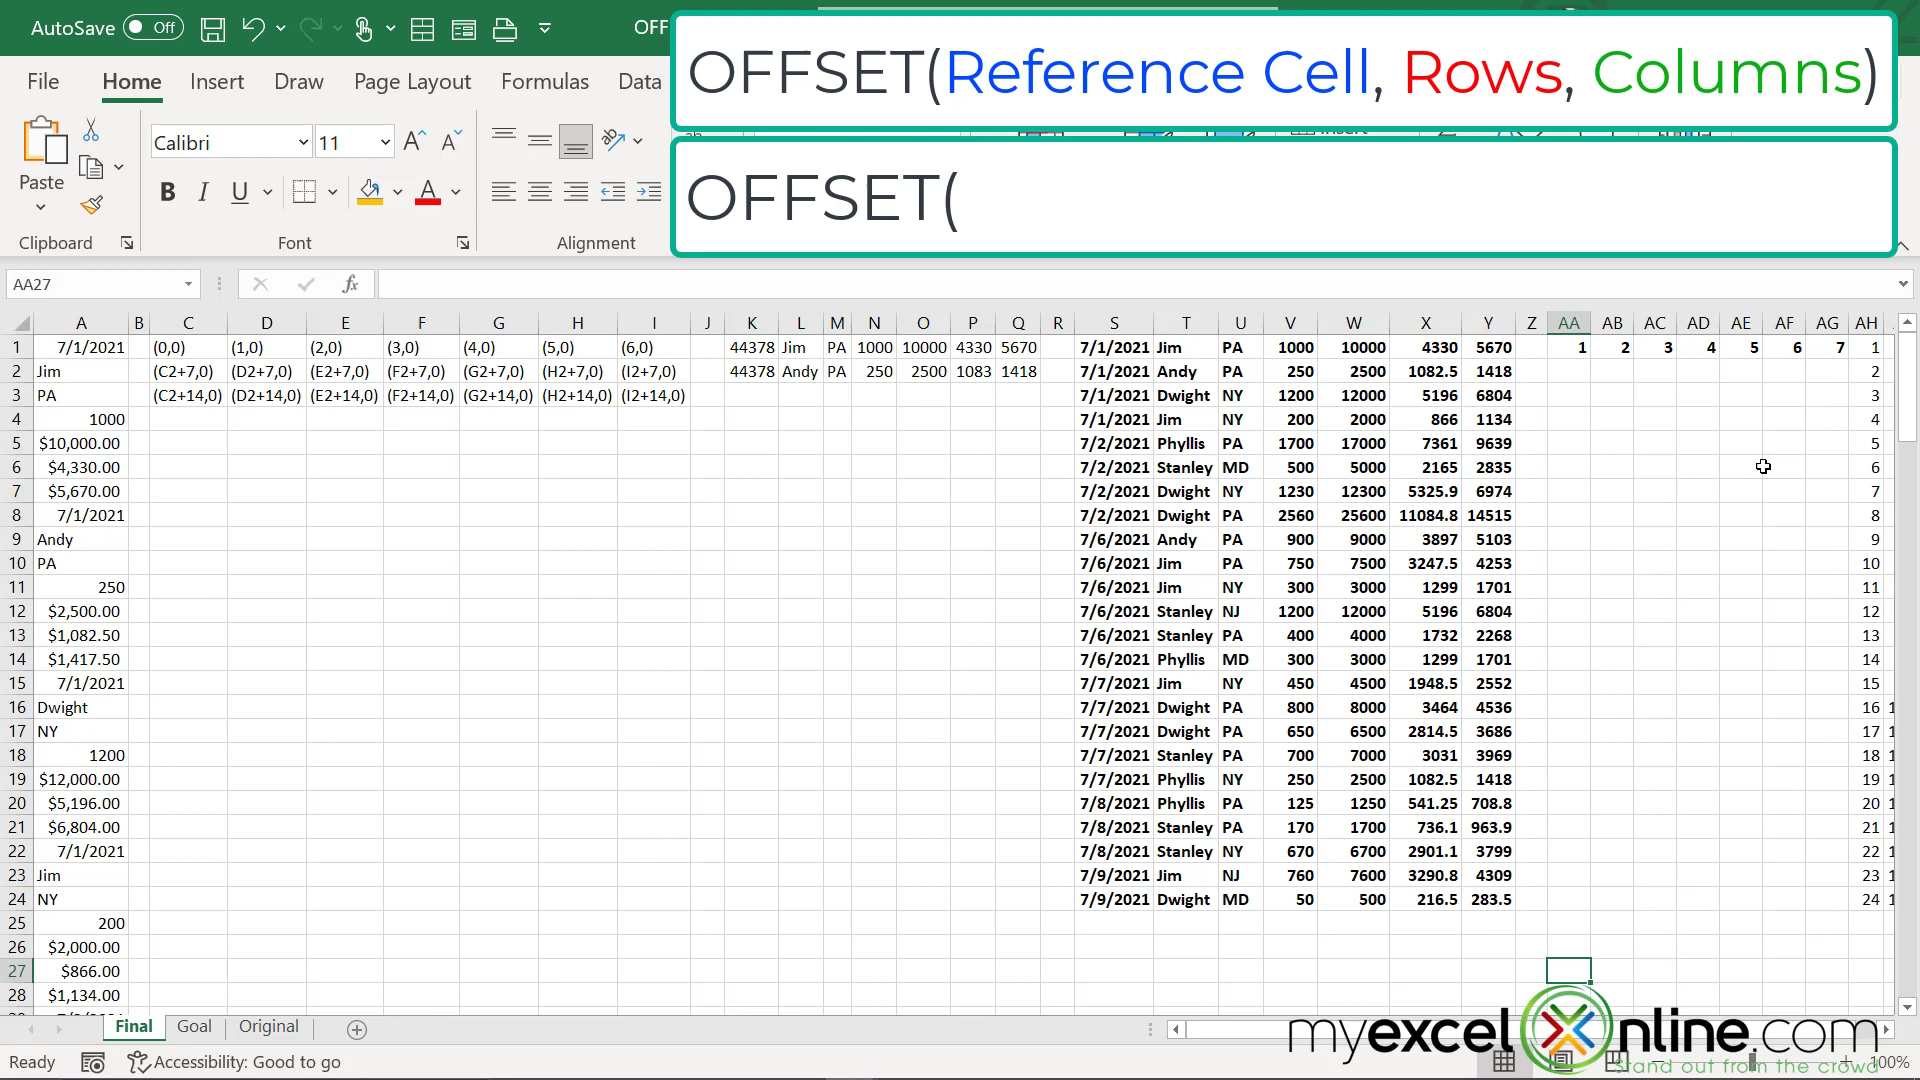 AutoSave Off OFF
OFFSET(Reference Cell, Rows, Columns)
File Home Insert Draw Page Layout Formulas Data
OFFSET(
Paste Calibri 11
B I U A
Clipboard Font Alignment
AA27 fx
A B C D E F G H I J K L M N O P Q R S T U V W X Y Z AA AB AC AD AE AF AG AH
1 7/1/2021 (0,0) (1,0) (2,0) (3,0) (4,0) (5,0) (6,0) 44378 Jim PA 1000 10000 4330 5670 7/1/2021 Jim PA 1000 10000 4330 5670 1 2 3 4 5 6 7 1
2 Jim (C2+7,0) (D2+7,0) (E2+7,0) (F2+7,0) (G2+7,0) (H2+7,0) (I2+7,0) 44378 Andy PA 250 2500 1083 1418 7/1/2021 Andy PA 250 2500 1082.5 1418 2
3 PA (C2+14,0) (D2+14,0) (E2+14,0) (F2+14,0) (G2+14,0) (H2+14,0) (I2+14,0) 7/1/2021 Dwight NY 1200 12000 5196 6804 3
4 1000 7/1/2021 Jim NY 200 2000 866 1134 4
5 $10,000.00 7/2/2021 Phyllis PA 1700 17000 7361 9639 5
6 $4,330.00 7/2/2021 Stanley MD 500 5000 2165 2835 6
7 $5,670.00 7/2/2021 Dwight NY 1230 12300 5325.9 6974 7
8 7/1/2021 7/2/2021 Dwight PA 2560 25600 11084.8 14515 8
9 Andy 7/6/2021 Andy PA 900 9000 3897 5103 9
10 PA 7/6/2021 Jim PA 750 7500 3247.5 4253 10
11 250 7/6/2021 Jim NY 300 3000 1299 1701 11
12 $2,500.00 7/6/2021 Stanley NJ 1200 12000 5196 6804 12
13 $1,082.50 7/6/2021 Stanley PA 400 4000 1732 2268 13
14 $1,417.50 7/6/2021 Phyllis MD 300 3000 1299 1701 14
15 7/1/2021 7/7/2021 Jim NY 450 4500 1948.5 2552 15
16 Dwight 7/7/2021 Dwight PA 800 8000 3464 4536 16
17 NY 7/7/2021 Dwight PA 650 6500 2814.5 3686 17
18 1200 7/7/2021 Stanley PA 700 7000 3031 3969 18
19 $12,000.00 7/7/2021 Phyllis NY 250 2500 1082.5 1418 19
20 $5,196.00 7/8/2021 Phyllis PA 125 1250 541.25 708.8 20
21 $6,804.00 7/8/2021 Stanley PA 170 1700 736.1 963.9 21
22 7/1/2021 7/8/2021 Stanley NY 670 6700 2901.1 3799 22
23 Jim 7/9/2021 Jim NJ 760 7600 3290.8 4309 23
24 NY 7/9/2021 Dwight MD 50 500 216.5 283.5 24
25 200
26 $2,000.00
27 $866.00
28 $1,134.00
Final Goal Original
myexcelonline.com
Stand out from the crowd
Ready Accessibility: Good to go 100%